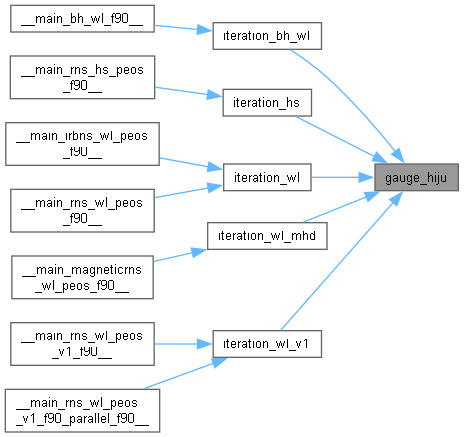 __main_bh_wl_f90__
iteration_bh_wl
__main_rns_hs_peos
_f90__
iteration_hs
__main_irbns_wl_peos
_f90__
iteration_wl
gauge_hiju
__main_rns_wl_peos
_f90__
iteration_wl_mhd
__main_magneticrns
_wl_peos_f90__
__main_rns_wl_peos
_v1_f90__
iteration_wl_v1
__main_rns_wl_peos
_v1_f90_parallel_f90__